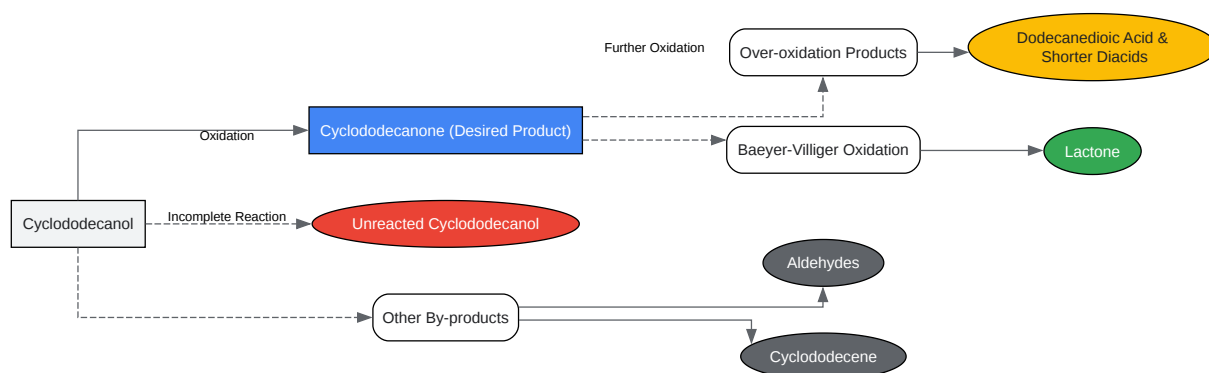 Dodecanedioic Acid &
Shorter Diacids
Further Oxidation
Over-oxidation Products
Oxidation
Cyclododecanone (Desired Product)
Baeyer-Villiger Oxidation
Lactone
Cyclododecanol
Incomplete Reaction
Unreacted Cyclododecanol
Aldehydes
Other By-products
Cyclododecene